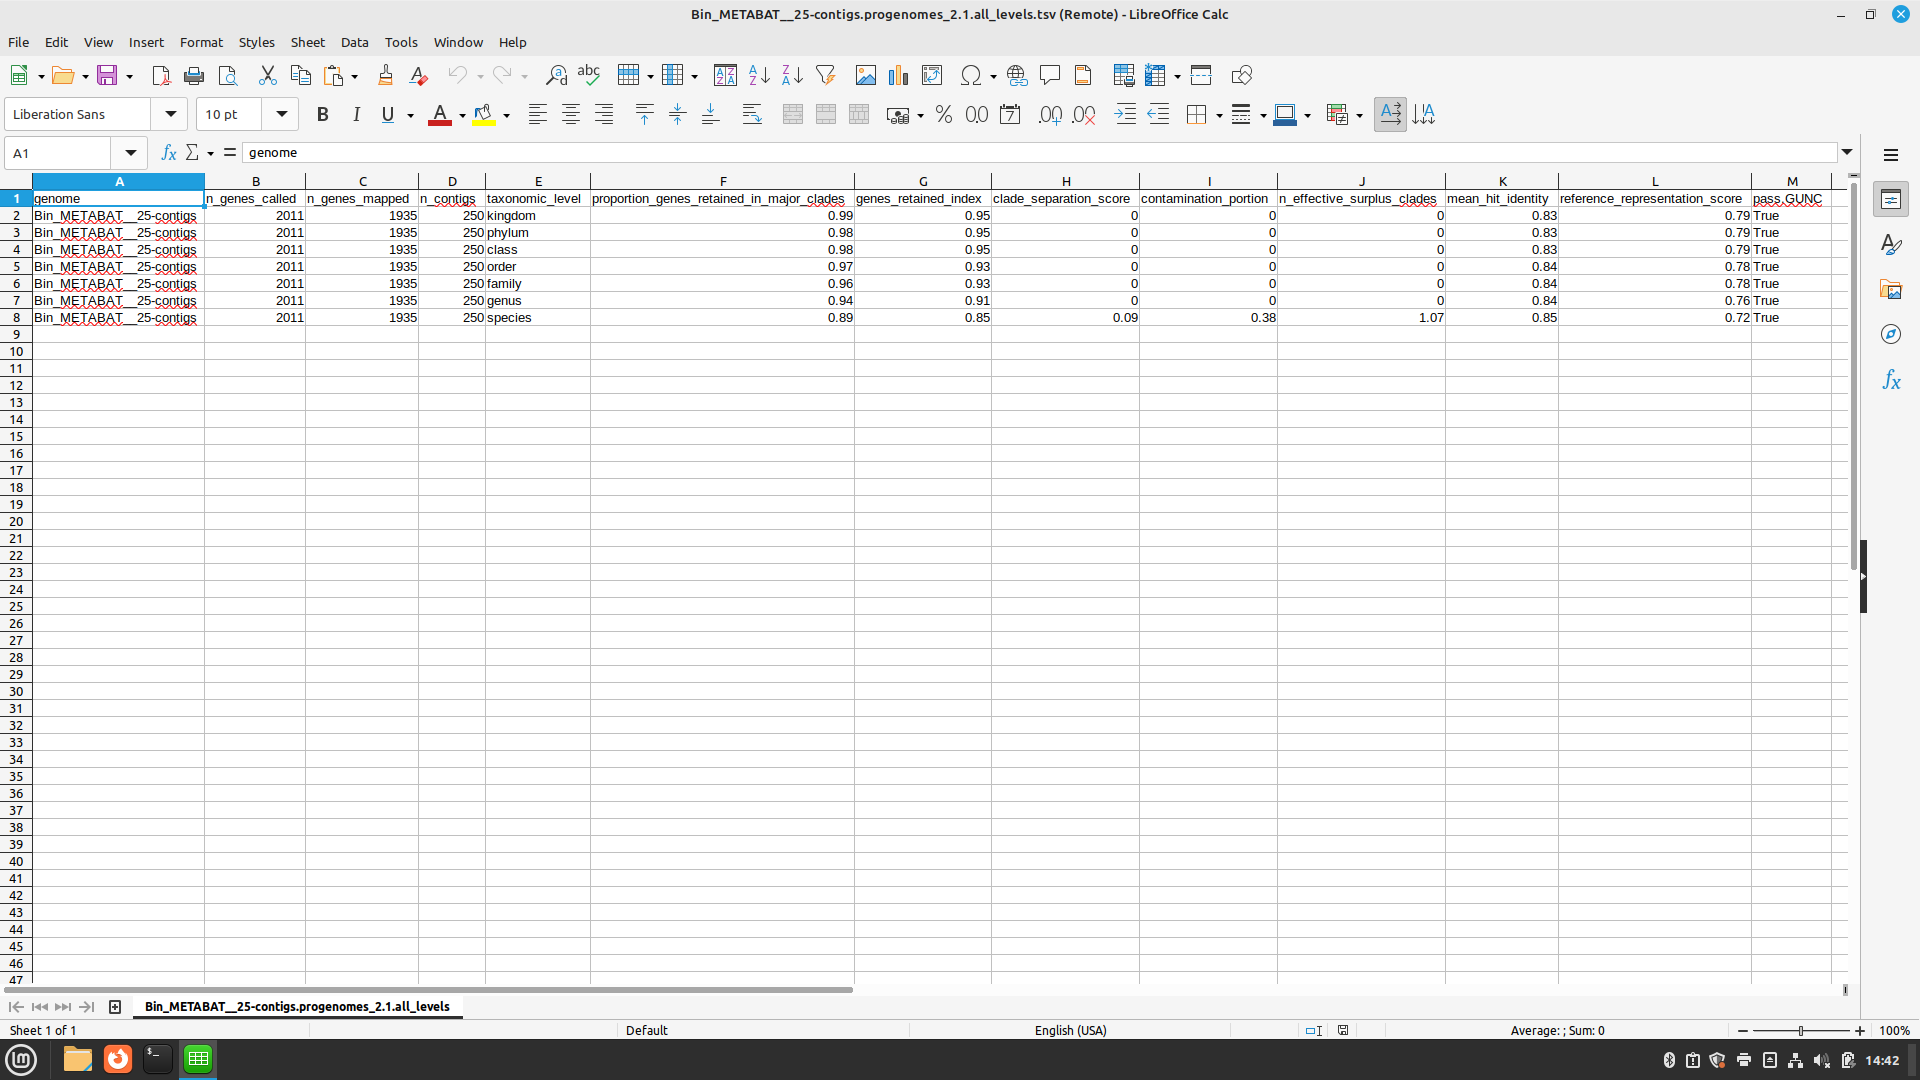 Bin_METABAT__25-contigs.progenomes_2.1.all_levels.tsv (Remote) - LibreOffice Calc
File Edit View Insert Format Styles Sheet Data Tools Window Help
Liberation Sans 10 pt
A1 genome
A B C D E F G H I J K L M
1 genome n_genes_called n_genes_mapped n_contigs taxonomic_level proportion_genes_retained_in_major_clades genes_retained_index clade_separation_score contamination_portion n_effective_surplus_clades mean_hit_identity reference_representation_score pass.GUNC
2 Bin_METABAT__25-contigs 2011 1935 250 kingdom 0.99 0.95 0 0 0 0.83 0.79 True
3 Bin_METABAT__25-contigs 2011 1935 250 phylum 0.98 0.95 0 0 0 0.83 0.79 True
4 Bin_METABAT__25-contigs 2011 1935 250 class 0.98 0.95 0 0 0 0.83 0.79 True
5 Bin_METABAT__25-contigs 2011 1935 250 order 0.97 0.93 0 0 0 0.84 0.78 True
6 Bin_METABAT__25-contigs 2011 1935 250 family 0.96 0.93 0 0 0 0.84 0.78 True
7 Bin_METABAT__25-contigs 2011 1935 250 genus 0.94 0.91 0 0 0 0.84 0.76 True
8 Bin_METABAT__25-contigs 2011 1935 250 species 0.89 0.85 0.09 0.38 1.07 0.85 0.72 True
9
10
11
12
13
14
15
16
17
18
19
20
21
22
23
24
25
26
27
28
29
30
31
32
33
34
35
36
37
38
39
40
41
42
43
44
45
46
47
Bin_METABAT__25-contigs.progenomes_2.1.all_levels
Sheet 1 of 1 Default English (USA) Average: ; Sum: 0 100%
14:42